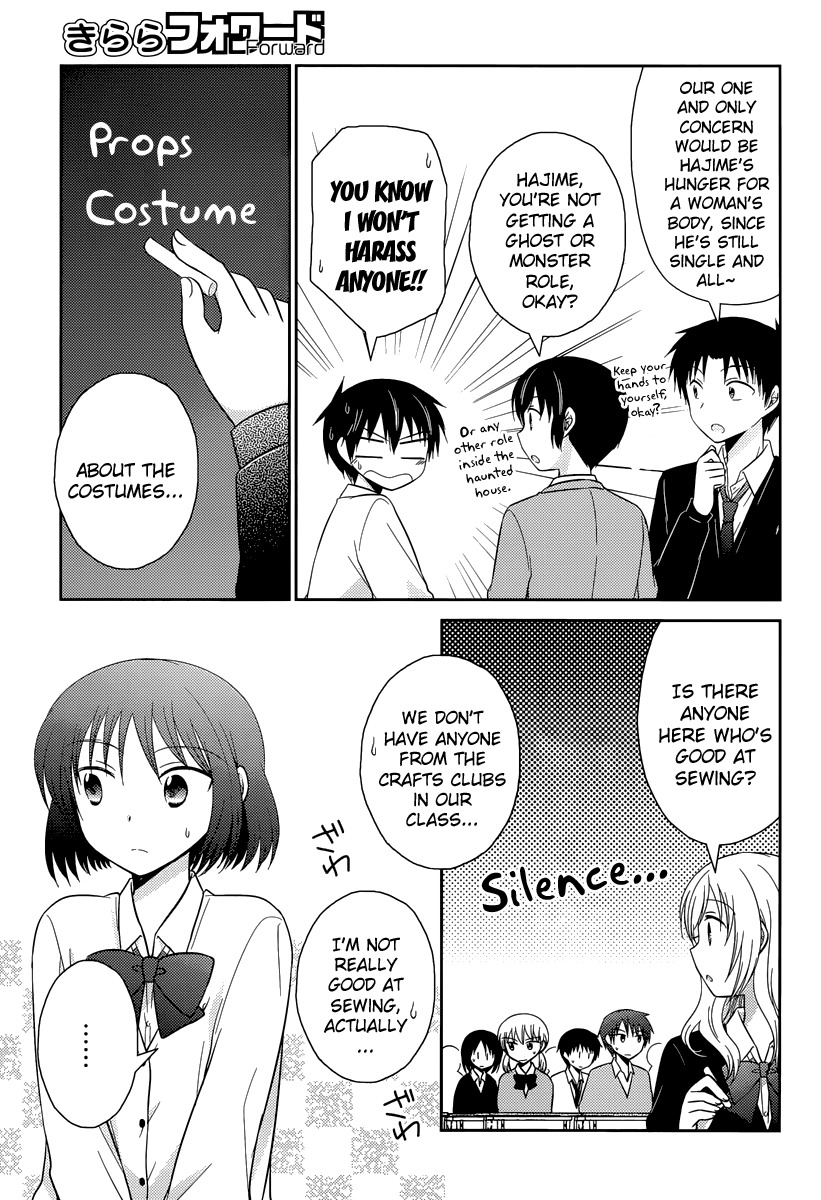 きららフォワード
Forward
OUR ONE
AND ONLY
CONCERN
WOULD BE
HAJIME'S
HUNGER FOR
A WOMAN'S
BODY, SINCE
HE'S STILL
SINGLE AND
ALL~
Keep your
hands to
yourself,
okay?
HAJIME,
YOU'RE NOT
GETTING A
GHOST OR
MONSTER
ROLE,
OKAY?
Or any
other role
inside the
haunted
house.
YOU KNOW
I WON'T
HARASS
ANYONE!!
Props
Costume
ABOUT THE
COSTUMES...
IS THERE
ANYONE
HERE WHO'S
GOOD AT
SEWING?
Silence...
WE DON'T
HAVE ANYONE
FROM THE
CRAFTS CLUBS
IN OUR
CLASS...
I'M NOT
REALLY
GOOD AT
SEWING,
ACTUALLY
...
ギシ
ギシ
......